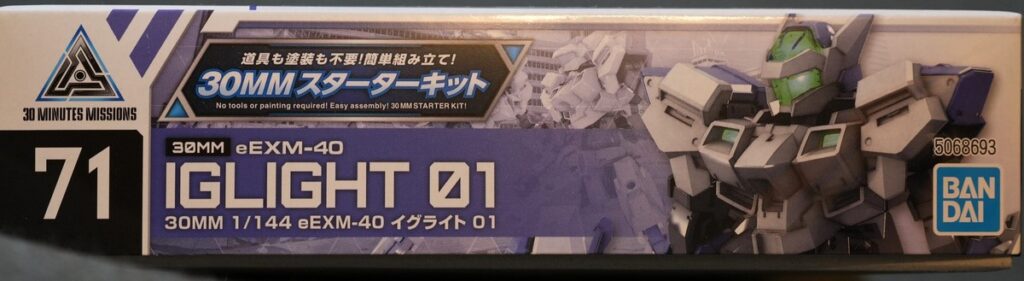 30 MINUTES MISSIONS
71
道具も塗装も不要!簡単組み立て!
30MMスターターキット
No tools or painting required! Easy assembly! 30MM STARTER KIT!
30MM eEXM-40
IGLIGHT 01
30MM 1/144 eEXM-40 イグライト 01
5068693
BAN
DAI